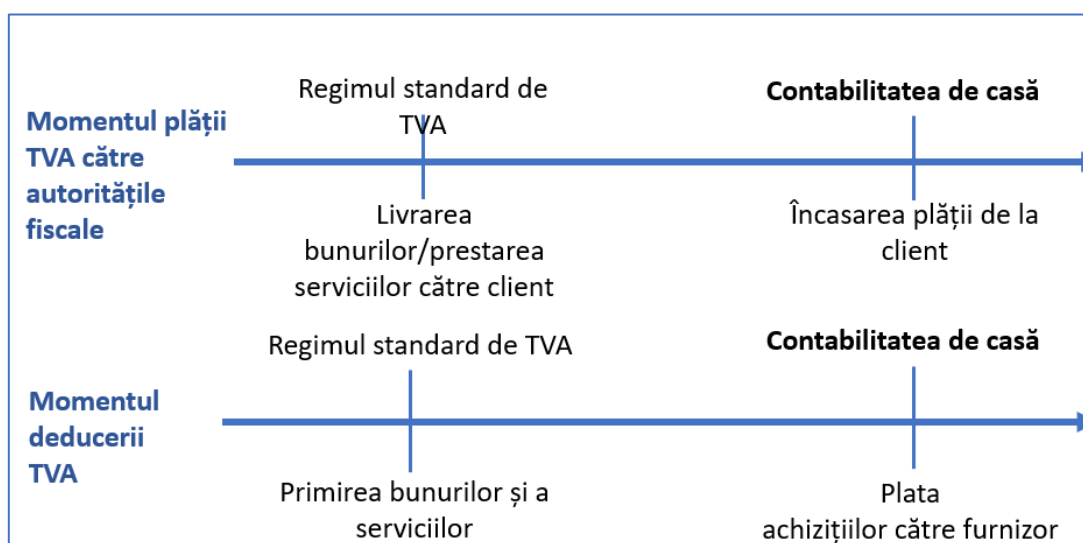 Regimul standard de
TVA
Contabilitatea de casă
Momentul plății
TVA către
autoritățile
fiscale
Livrarea
bunurilor/prestarea
serviciilor către client
Încasarea plății de la
client
Regimul standard de TVA
Contabilitatea de casă
Momentul
deducerii
TVA
Primirea bunurilor și a
serviciilor
Plata
achizițiilor către furnizor